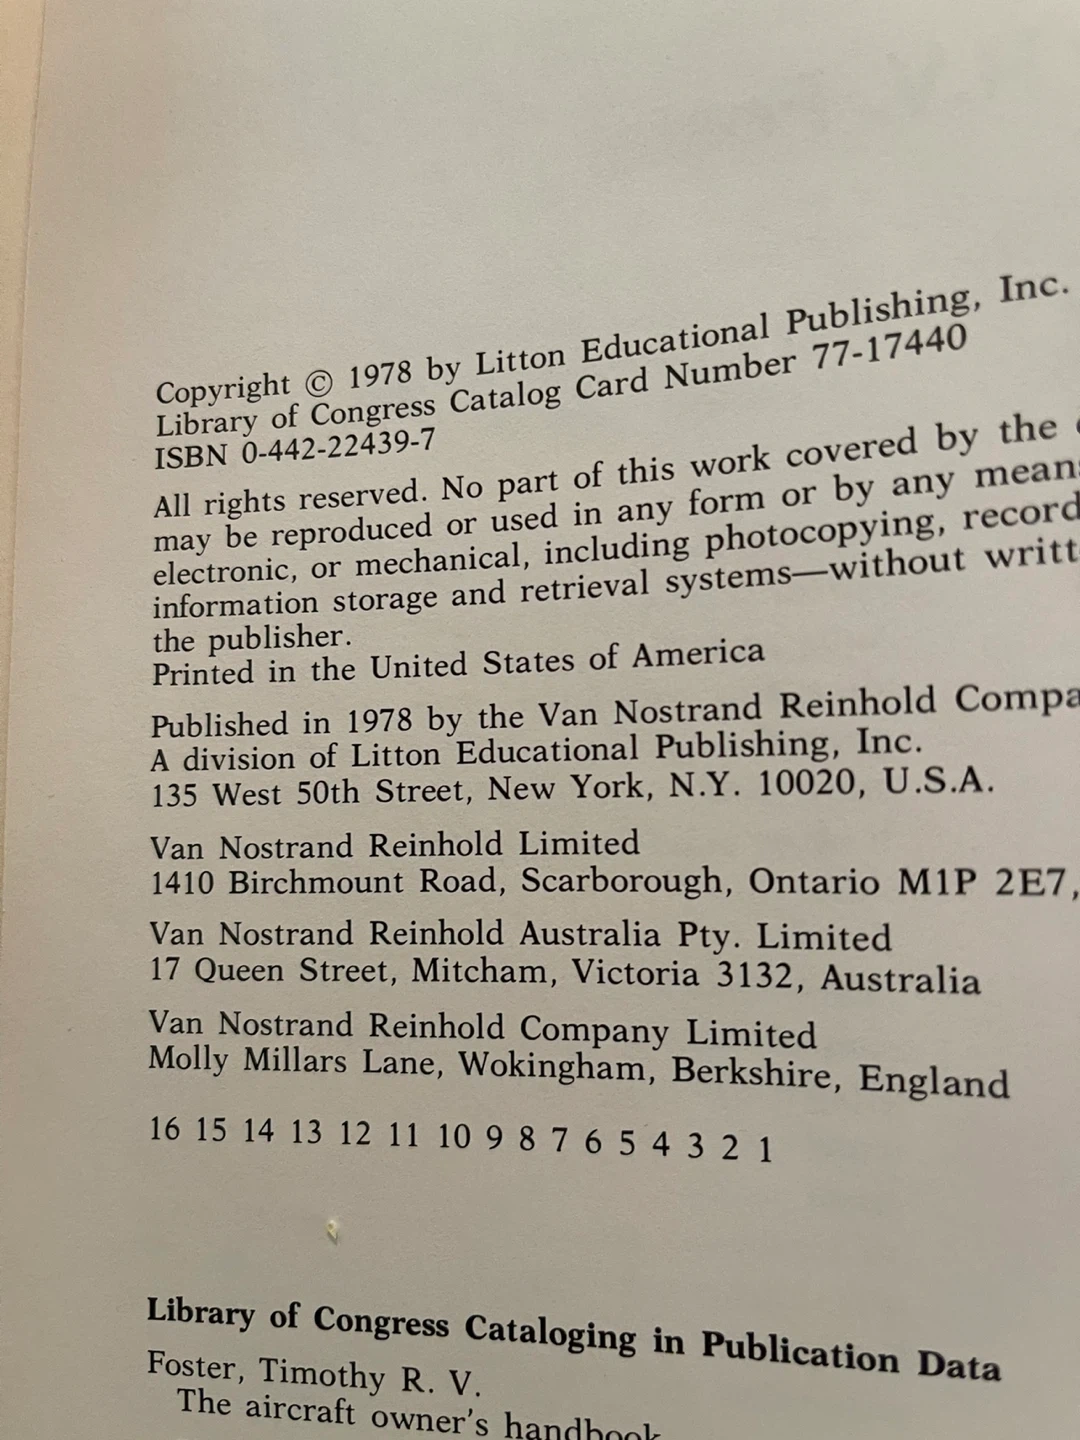 Copyright © 1978 by Litton Educational Publishing, Inc.
Library of Congress Catalog Card Number 77-17440
ISBN 0-442-22439-7
All rights reserved. No part of this work covered by the
may be reproduced or used in any form or by any means
electronic, or mechanical, including photocopying, record
information storage and retrieval systems—without writt
the publisher.
Printed in the United States of America
Published in 1978 by the Van Nostrand Reinhold Compa
A division of Litton Educational Publishing, Inc.
135 West 50th Street, New York, N.Y. 10020, U.S.A.
Van Nostrand Reinhold Limited
1410 Birchmount Road, Scarborough, Ontario M1P 2E7,
Van Nostrand Reinhold Australia Pty. Limited
17 Queen Street, Mitcham, Victoria 3132, Australia
Van Nostrand Reinhold Company Limited
Molly Millars Lane, Wokingham, Berkshire, England
16 15 14 13 12 11 10 9 8 7 6 5 4 3 2 1
Library of Congress Cataloging in Publication Data
Foster, Timothy R. V.
The aircraft owner's handbook